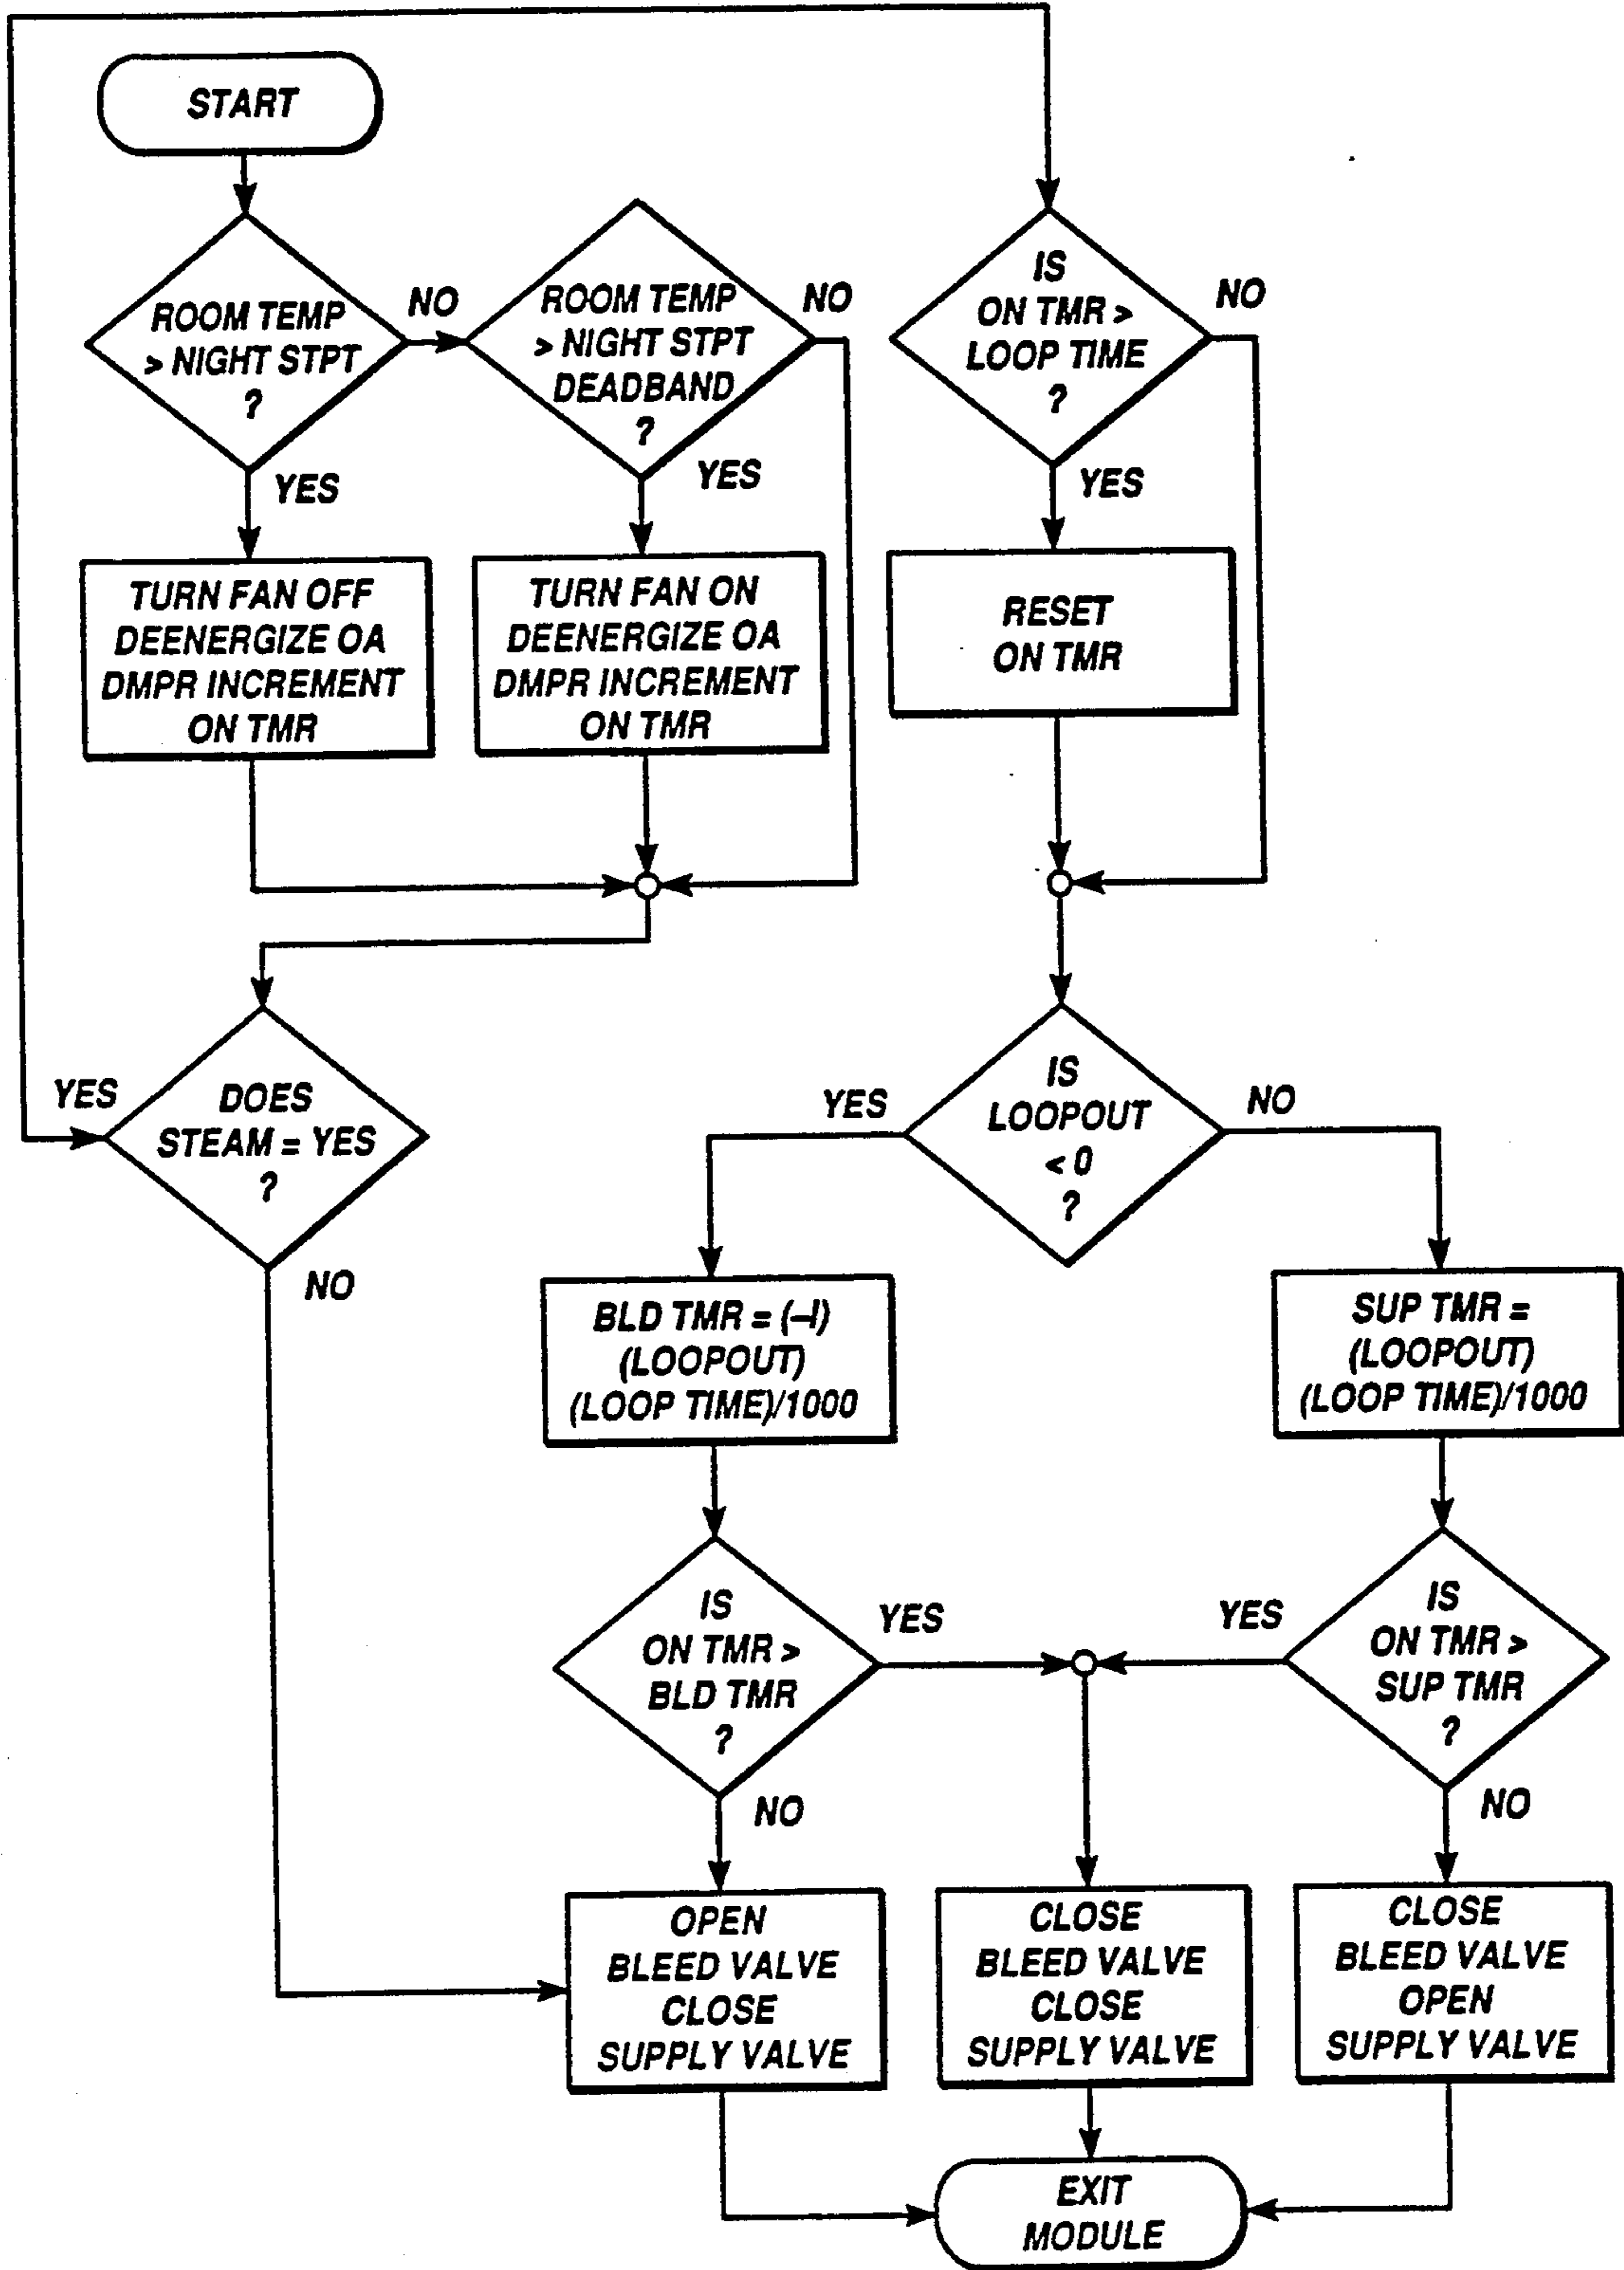 START
ROOM TEMP
> NIGHT STPT
?
NO
YES
ROOM TEMP
> NIGHT STPT
DEADBAND
?
NO
YES
IS
ON TMR >
LOOP TIME
?
NO
YES
TURN FAN OFF
DEENERGIZE OA
DMPR INCREMENT
ON TMR
TURN FAN ON
DEENERGIZE OA
DMPR INCREMENT
ON TMR
RESET
ON TMR
YES
DOES
STEAM = YES
?
NO
YES
IS
LOOPOUT
< 0
?
NO
BLD TMR = (–I)
(LOOPOUT)
(LOOP TIME)/1000
SUP TMR =
(LOOPOUT)
(LOOP TIME)/1000
IS
ON TMR >
BLD TMR
?
YES
NO
YES
IS
ON TMR >
SUP TMR
?
NO
OPEN
BLEED VALVE
CLOSE
SUPPLY VALVE
CLOSE
BLEED VALVE
CLOSE
SUPPLY VALVE
CLOSE
BLEED VALVE
OPEN
SUPPLY VALVE
EXIT
MODULE